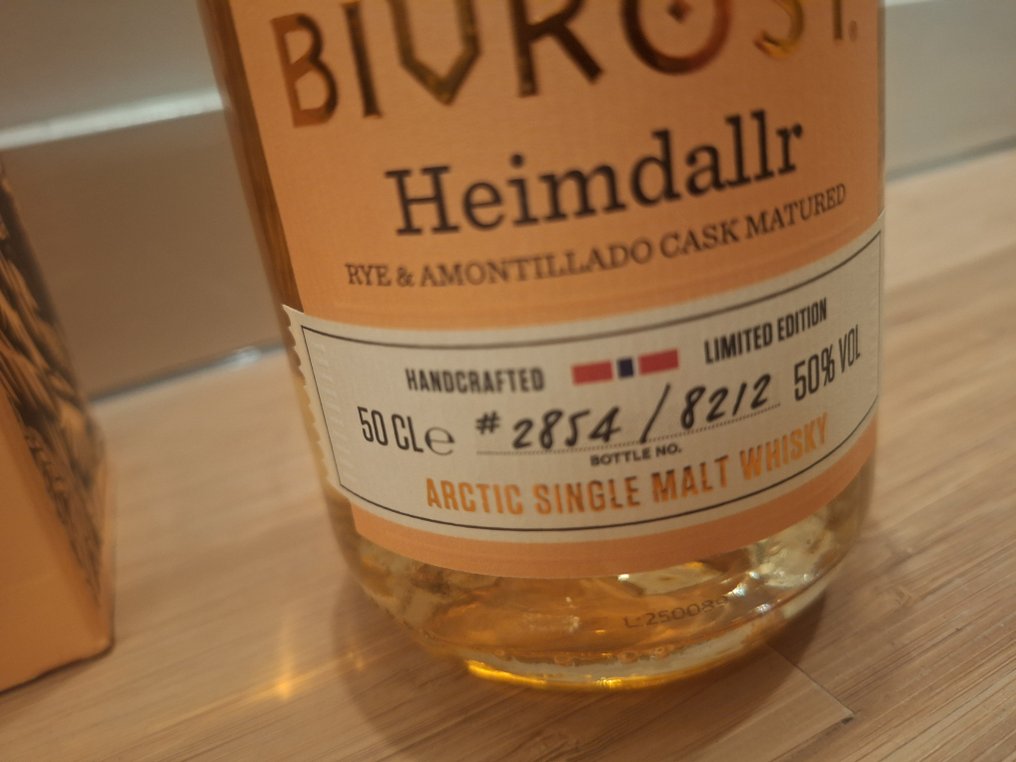 BIVROST®
Heimdallr
RYE & AMONTILLADO CASK MATURED
HANDCRAFTED LIMITED EDITION
50 CL ℮ #2854 / 8212 50% VOL
BOTTLE NO.
ARCTIC SINGLE MALT WHISKY